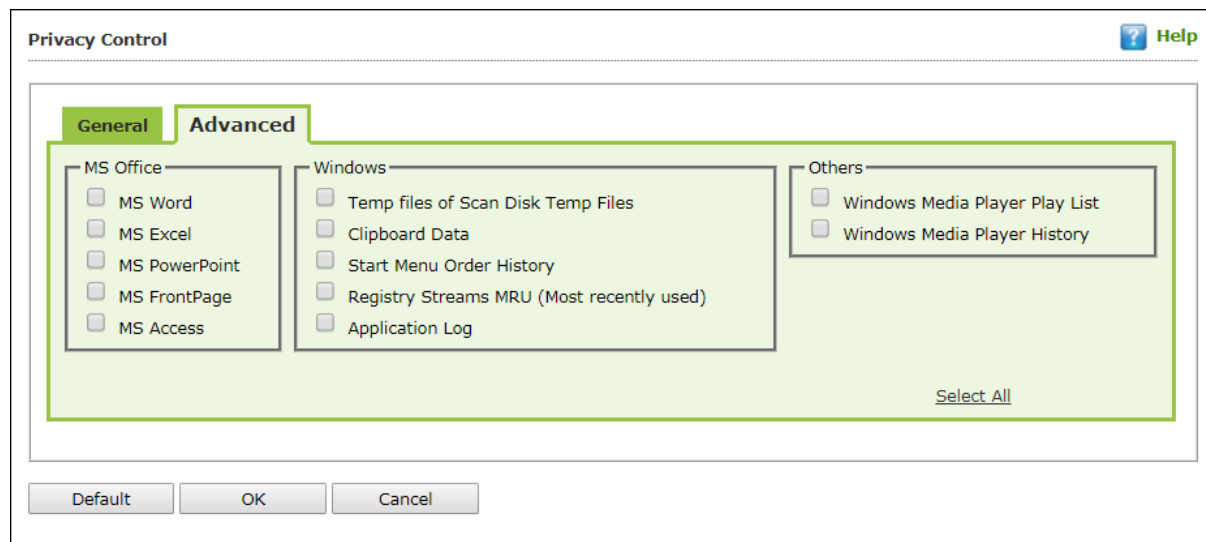 Privacy Control
? Help
General
Advanced
MS Office
MS Word
MS Excel
MS PowerPoint
MS FrontPage
MS Access
Windows
Temp files of Scan Disk Temp Files
Clipboard Data
Start Menu Order History
Registry Streams MRU (Most recently used)
Application Log
Others
Windows Media Player Play List
Windows Media Player History
Select All
Default
OK
Cancel